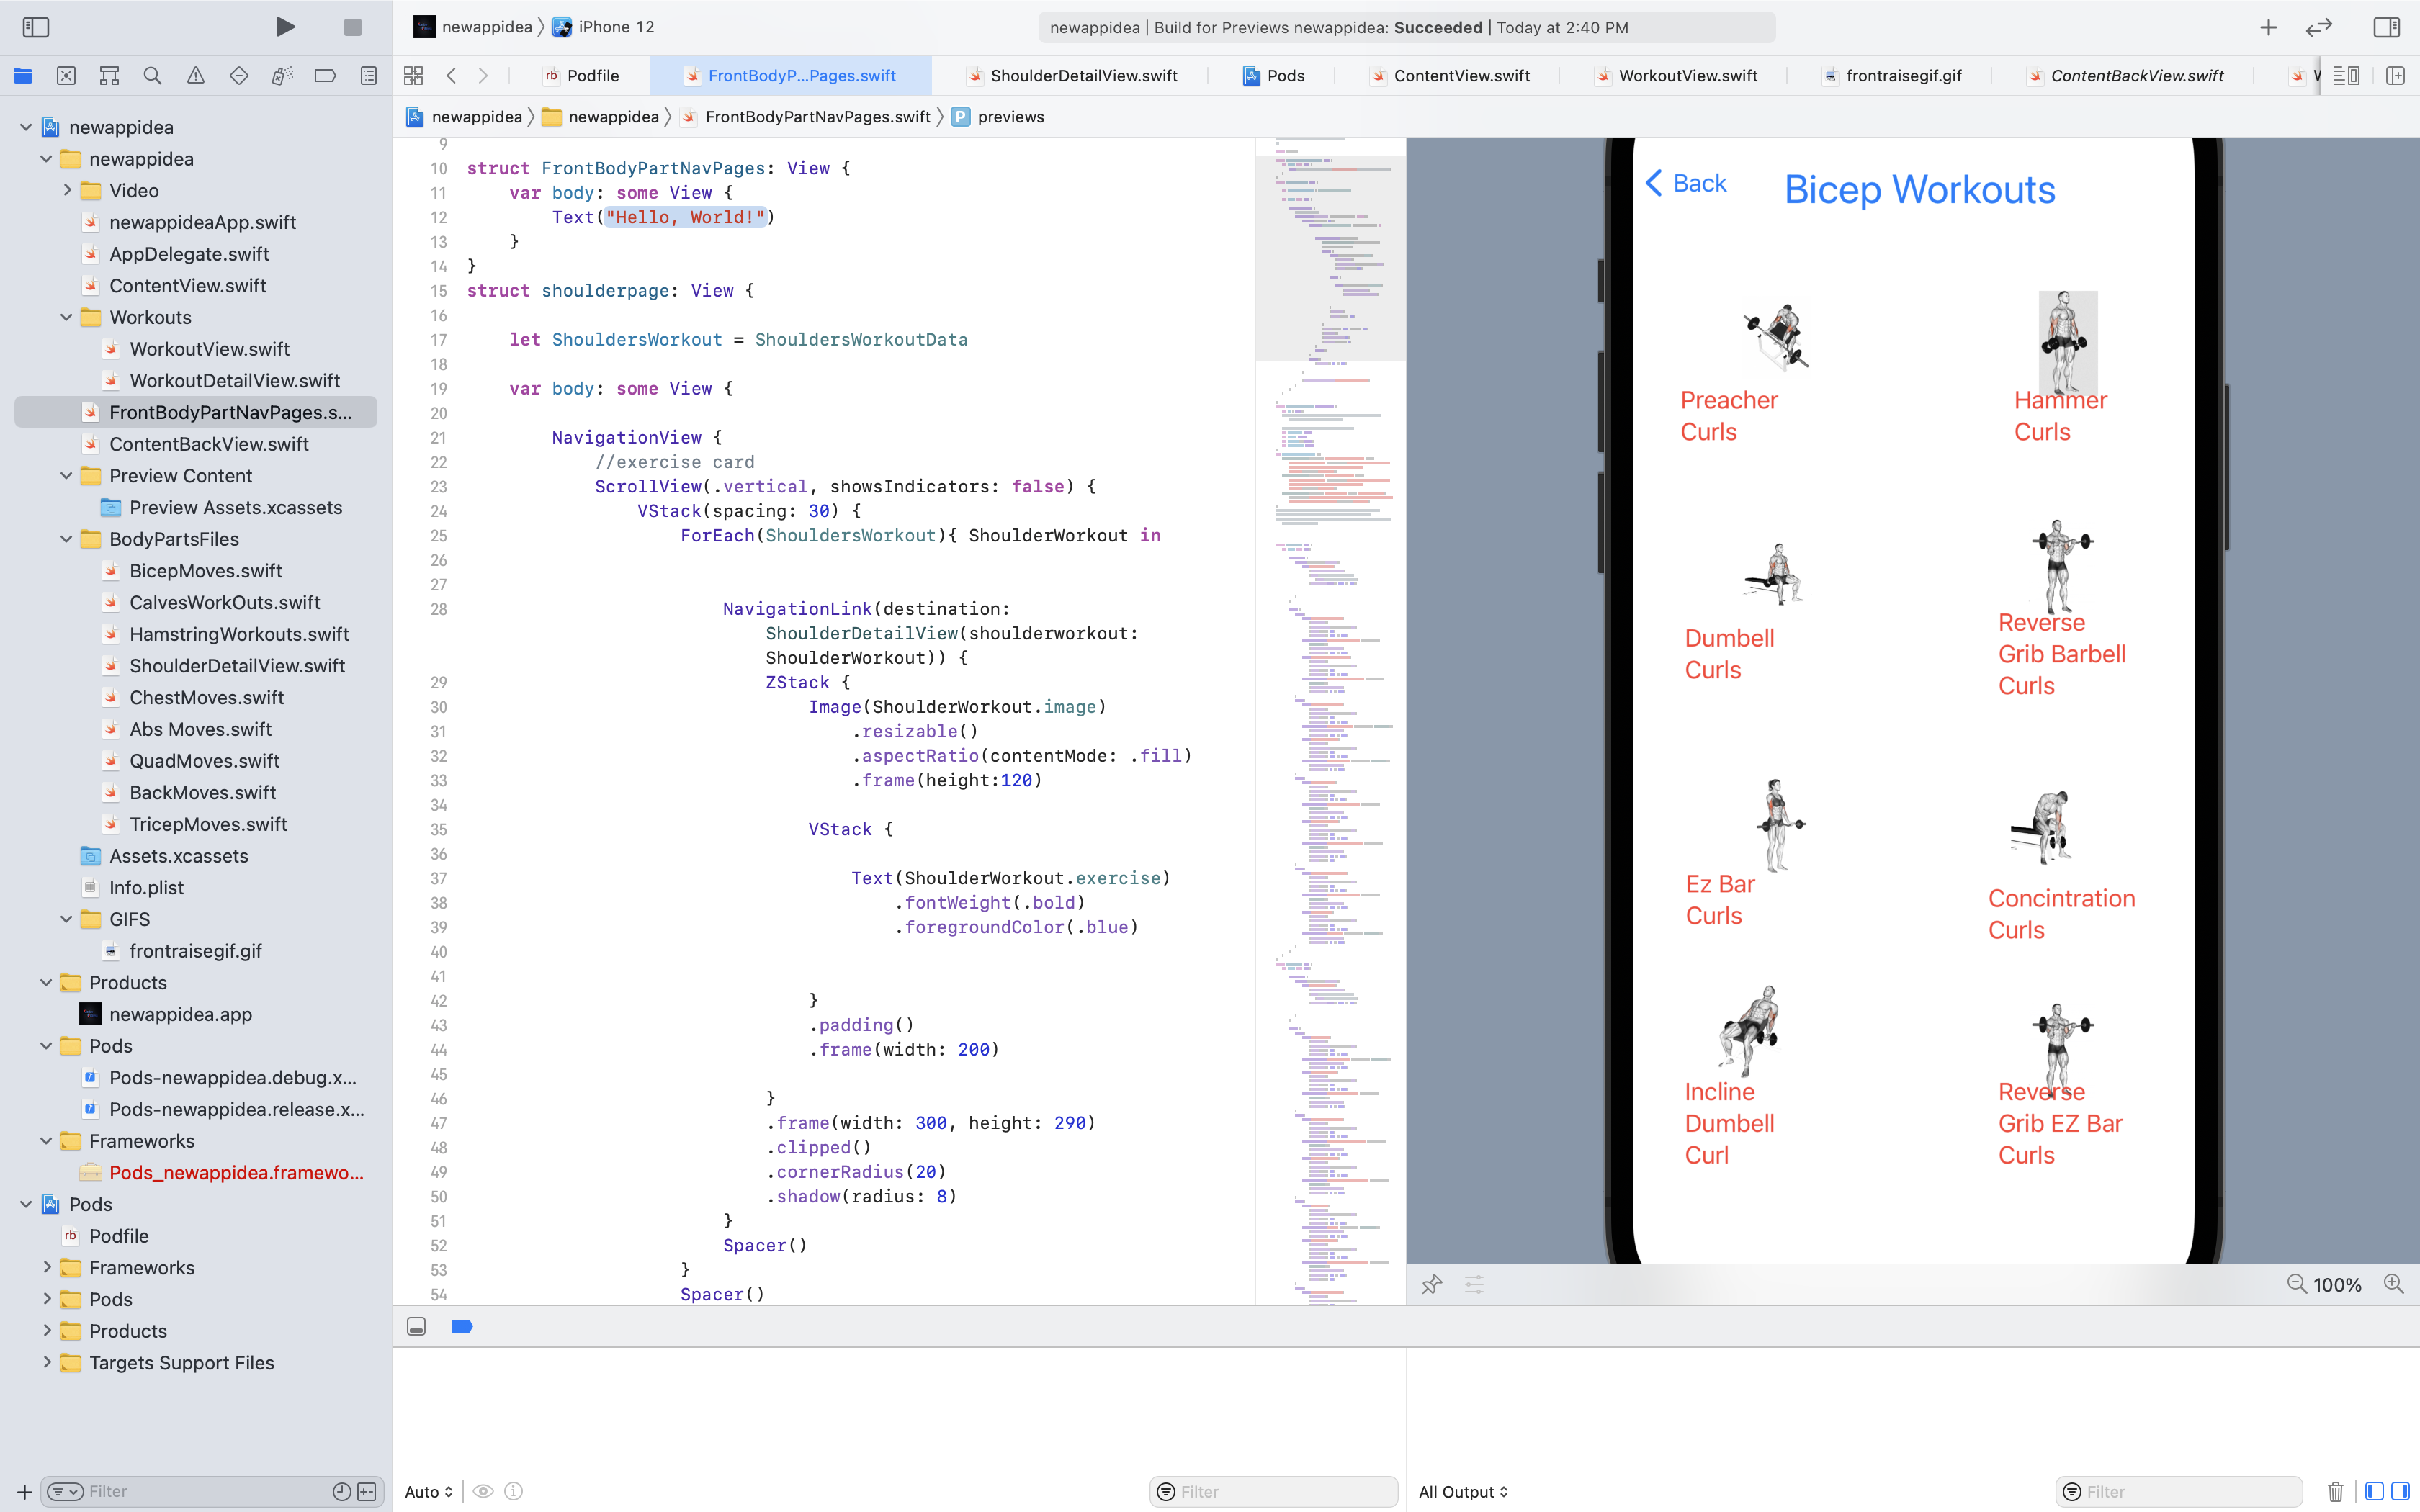 newappidea
iPhone 12
newappidea | Build for Previews newappidea: Succeeded | Today at 2:40 PM
Podfile
FrontBodyP...Pages.swift
ShoulderDetailView.swift
Pods
ContentView.swift
WorkoutView.swift
frontraisegif.gif
ContentBackView.swift
newappidea
newappidea
FrontBodyPartNavPages.swift
P
previews
newappidea
newappidea
Video
newappideaApp.swift
AppDelegate.swift
ContentView.swift
Workouts
WorkoutView.swift
WorkoutDetailView.swift
FrontBodyPartNavPages.s...
ContentBackView.swift
Preview Content
Preview Assets.xcassets
BodyPartsFiles
BicepMoves.swift
CalvesWorkOuts.swift
HamstringWorkouts.swift
ShoulderDetailView.swift
ChestMoves.swift
Abs Moves.swift
QuadMoves.swift
BackMoves.swift
TricepMoves.swift
Assets.xcassets
Info.plist
GIFS
frontraisegif.gif
Products
newappidea.app
Pods
Pods-newappidea.debug.x...
Pods-newappidea.release.x...
Frameworks
Pods_newappidea.framewo...
Pods
rb Podfile
Frameworks
Pods
Products
Targets Support Files
Filter
9
10 struct FrontBodyPartNavPages: View {
11 var body: some View {
12 Text("Hello, World!")
13 }
14 }
15 struct shoulderpage: View {
16
17 let ShouldersWorkout = ShouldersWorkoutData
18
19 var body: some View {
20
21 NavigationView {
22 //exercise card
23 ScrollView(.vertical, showsIndicators: false) {
24 VStack(spacing: 30) {
25 ForEach(ShouldersWorkout){ ShoulderWorkout in
26
27
28 NavigationLink(destination:
ShoulderDetailView(shoulderworkout:
ShoulderWorkout)) {
29 ZStack {
30 Image(ShoulderWorkout.image)
31 .resizable()
32 .aspectRatio(contentMode: .fill)
33 .frame(height:120)
34
35 VStack {
36
37 Text(ShoulderWorkout.exercise)
38 .fontWeight(.bold)
39 .foregroundColor(.blue)
40
41
42 }
43 .padding()
44 .frame(width: 200)
45
46 }
47 .frame(width: 300, height: 290)
48 .clipped()
49 .cornerRadius(20)
50 .shadow(radius: 8)
51 }
52 Spacer()
53 }
54 Spacer()
Back
Bicep Workouts
Preacher
Curls
Hammer
Curls
Dumbell
Curls
Reverse
Grib Barbell
Curls
Ez Bar
Curls
Concintration
Curls
Incline
Dumbell
Curl
Reverse
Grib EZ Bar
Curls
100%
Auto
Filter
All Output
Filter